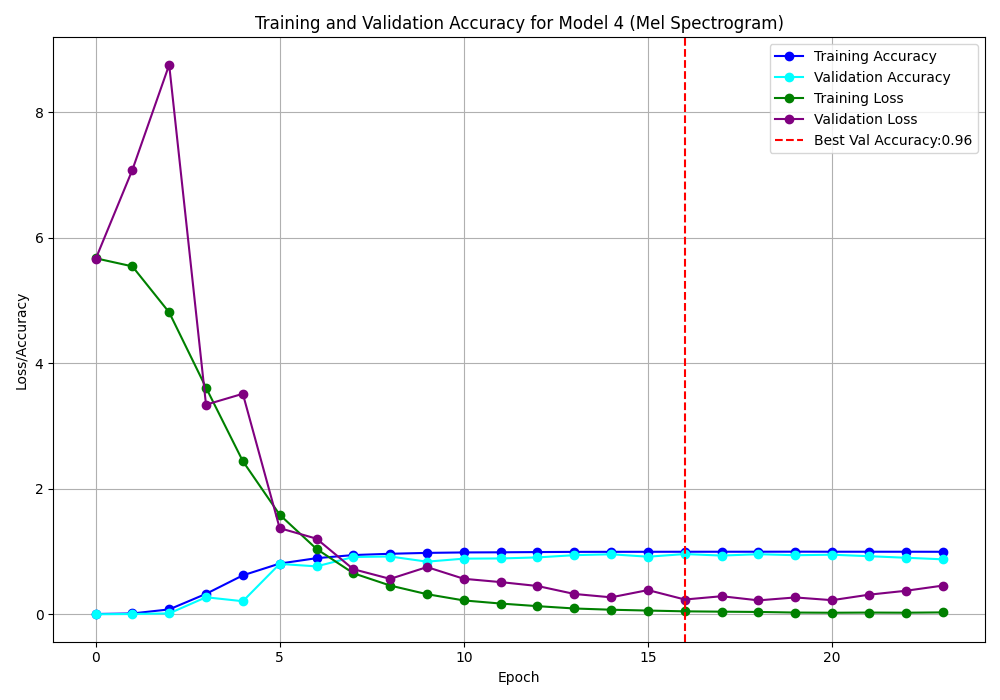 Training and Validation Accuracy for Model 4 (Mel Spectrogram)
Training Accuracy
Validation Accuracy
Training Loss
Validation Loss
Best Val Accuracy:0.96
Loss/Accuracy
8
6
4
2
0
0 5 10 15 20
Epoch